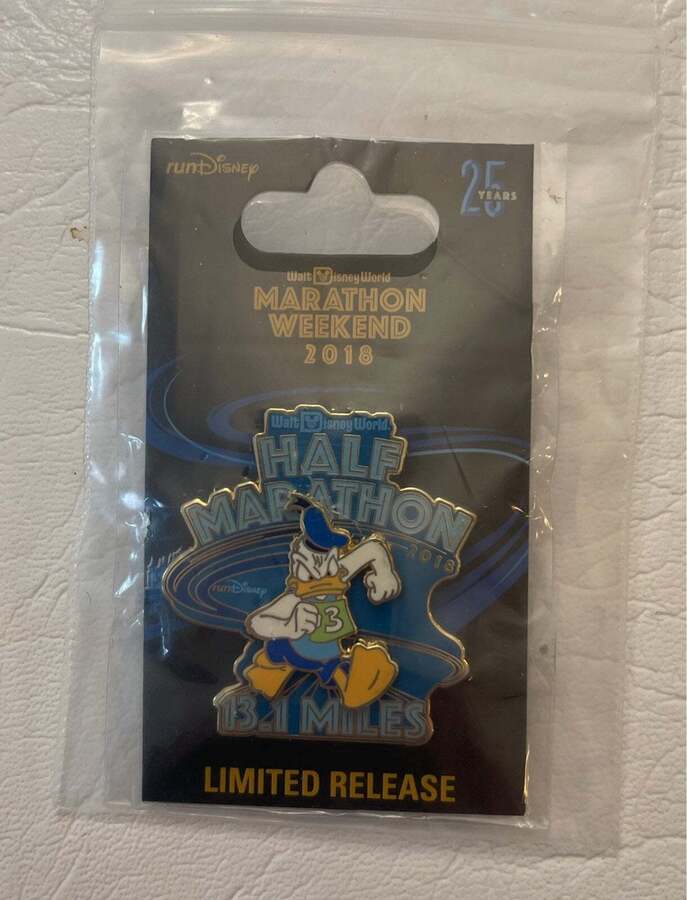 runDisney
25 YEARS
Walt Disney World
MARATHON
WEEKEND
2018
Walt Disney World
HALF
MARATHON
2018
runDisney
3
13.1 MILES
LIMITED RELEASE